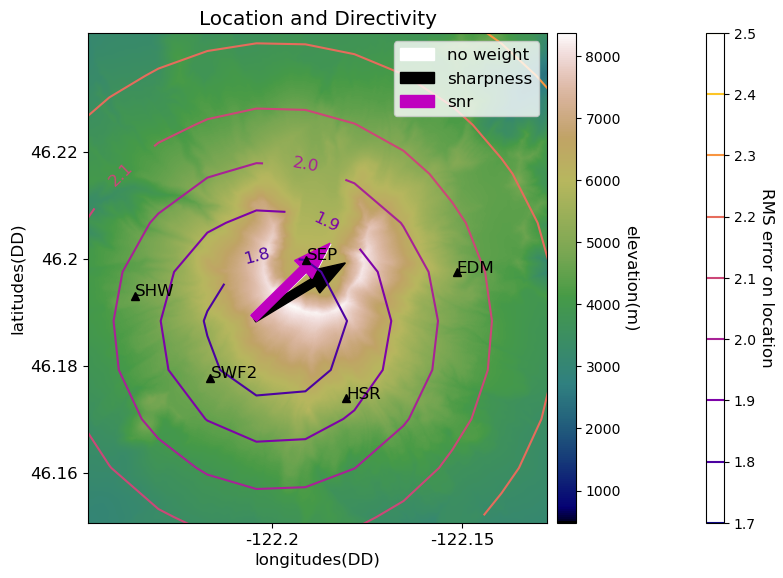 Location and Directivity
no weight
sharpness
snr
latitudes(DD)
46.22
46.2
46.18
46.16
2.1
2.0
1.9
1.8
SEP
EDM
SHW
SWF2
HSR
-122.2
-122.15
longitudes(DD)
8000
7000
6000
5000
4000
3000
2000
1000
elevation(m)
2.5
2.4
2.3
2.2
2.1
2.0
1.9
1.8
1.7
RMS error on location